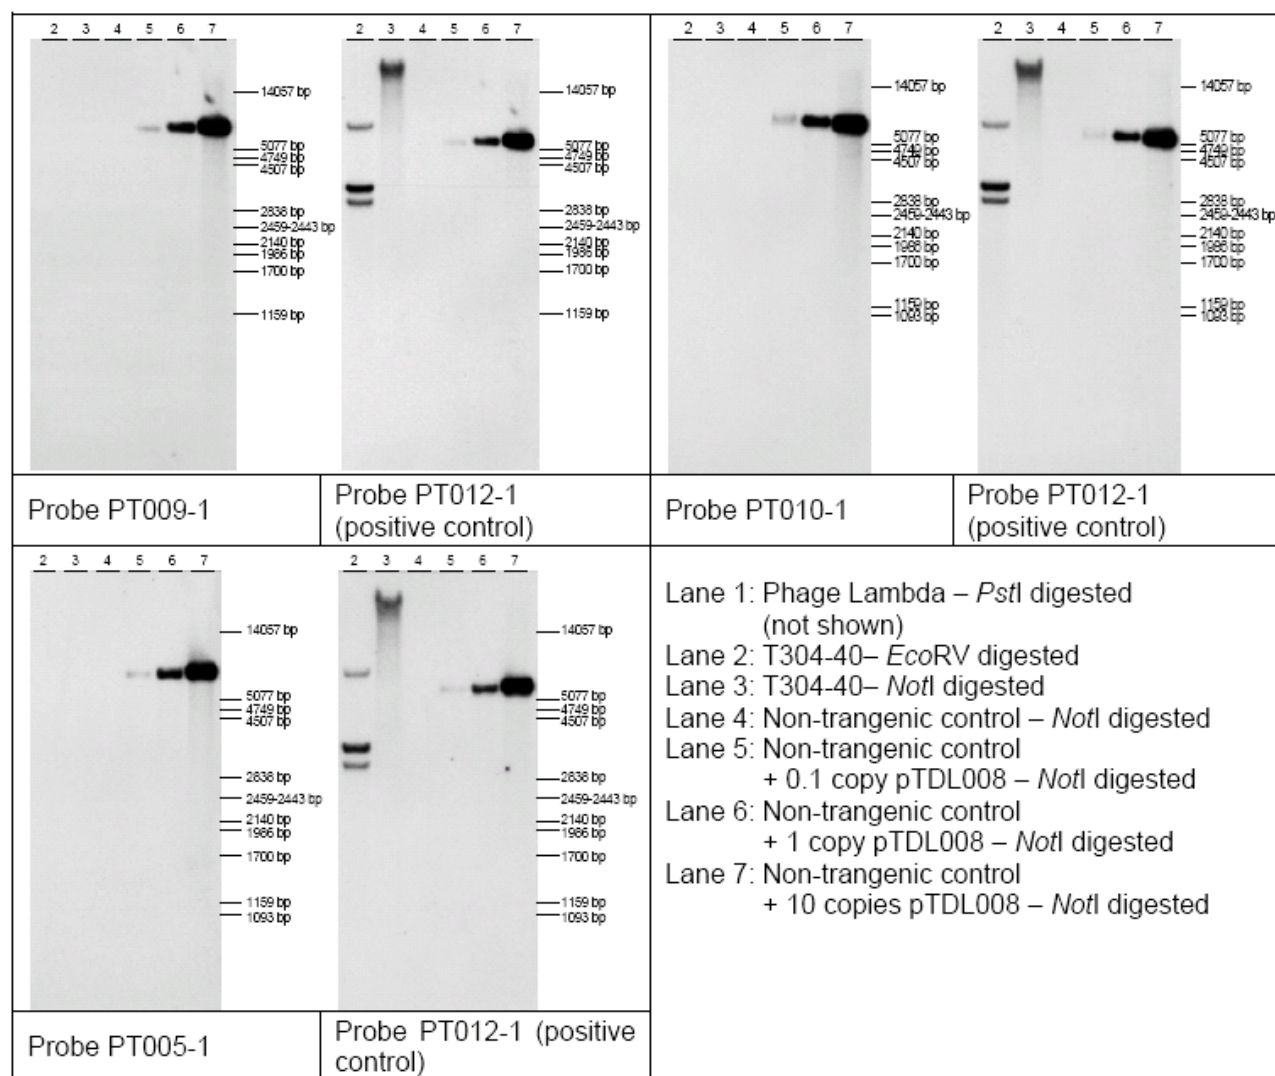 2 3 4 5 6 7
14057 bp
5077 bp
4749 bp
4507 bp
2838 bp
2459-2443 bp
2140 bp
1986 bp
1700 bp
1159 bp
Probe PT009-1
2 3 4 5 6 7
14057 bp
5077 bp
4749 bp
4507 bp
2838 bp
2459-2443 bp
2140 bp
1986 bp
1700 bp
1159 bp
Probe PT012-1
(positive control)
2 3 4 5 6 7
14057 bp
5077 bp
4749 bp
4507 bp
2838 bp
2459-2443 bp
2140 bp
1986 bp
1700 bp
1159 bp
1093 bp
Probe PT010-1
2 3 4 5 6 7
14057 bp
5077 bp
4749 bp
4507 bp
2838 bp
2459-2443 bp
2140 bp
1986 bp
1700 bp
1159 bp
1093 bp
Probe PT012-1
(positive control)
2 3 4 5 6 7
14057 bp
5077 bp
4749 bp
4507 bp
2838 bp
2459-2443 bp
2140 bp
1986 bp
1700 bp
1159 bp
1093 bp
Probe PT005-1
2 3 4 5 6 7
14057 bp
5077 bp
4749 bp
4507 bp
2838 bp
2459-2443 bp
2140 bp
1986 bp
1700 bp
1159 bp
1093 bp
Probe PT012-1 (positive
control)
Lane 1: Phage Lambda – PstI digested
(not shown)
Lane 2: T304-40– EcoRV digested
Lane 3: T304-40– NotI digested
Lane 4: Non-trangenic control – NotI digested
Lane 5: Non-trangenic control
+ 0.1 copy pTDL008 – NotI digested
Lane 6: Non-trangenic control
+ 1 copy pTDL008 – NotI digested
Lane 7: Non-trangenic control
+ 10 copies pTDL008 – NotI digested